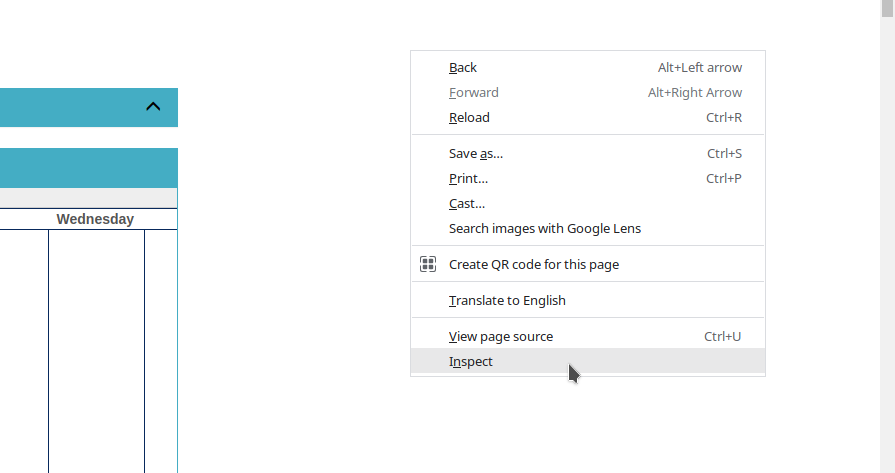 Back Alt+Left arrow
Forward Alt+Right Arrow
Reload Ctrl+R
Save as... Ctrl+S
Print... Ctrl+P
Cast...
Search images with Google Lens
Wednesday
Create QR code for this page
Translate to English
View page source Ctrl+U
Inspect